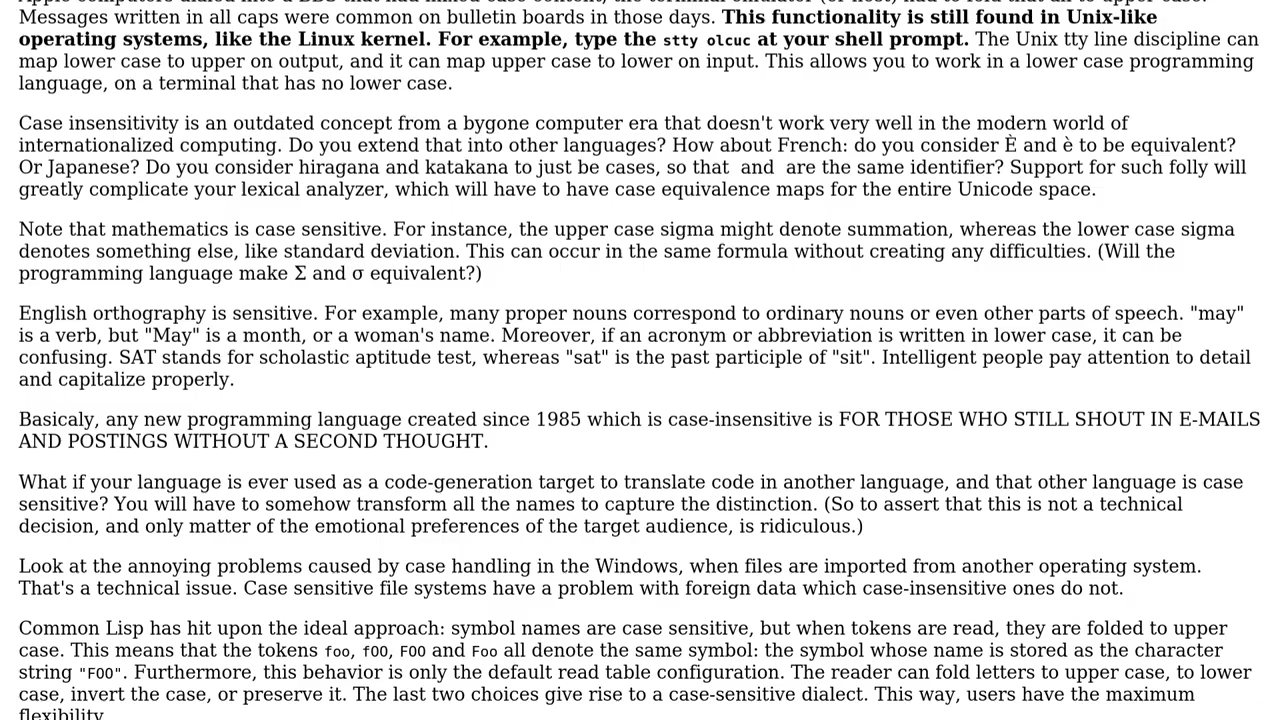 Messages written in all caps were common on bulletin boards in those days. This functionality is still found in Unix-like
operating systems, like the Linux kernel. For example, type the stty olcuc at your shell prompt. The Unix tty line discipline can
map lower case to upper on output, and it can map upper case to lower on input. This allows you to work in a lower case programming
language, on a terminal that has no lower case.
Case insensitivity is an outdated concept from a bygone computer era that doesn't work very well in the modern world of
internationalized computing. Do you extend that into other languages? How about French: do you consider È and è to be equivalent?
Or Japanese? Do you consider hiragana and katakana to just be cases, so that and are the same identifier? Support for such folly will
greatly complicate your lexical analyzer, which will have to have case equivalence maps for the entire Unicode space.
Note that mathematics is case sensitive. For instance, the upper case sigma might denote summation, whereas the lower case sigma
denotes something else, like standard deviation. This can occur in the same formula without creating any difficulties. (Will the
programming language make Σ and σ equivalent?)
English orthography is sensitive. For example, many proper nouns correspond to ordinary nouns or even other parts of speech. "may"
is a verb, but "May" is a month, or a woman's name. Moreover, if an acronym or abbreviation is written in lower case, it can be
confusing. SAT stands for scholastic aptitude test, whereas "sat" is the past participle of "sit". Intelligent people pay attention to detail
and capitalize properly.
Basicaly, any new programming language created since 1985 which is case-insensitive is FOR THOSE WHO STILL SHOUT IN E-MAILS
AND POSTINGS WITHOUT A SECOND THOUGHT.
What if your language is ever used as a code-generation target to translate code in another language, and that other language is case
sensitive? You will have to somehow transform all the names to capture the distinction. (So to assert that this is not a technical
decision, and only matter of the emotional preferences of the target audience, is ridiculous.)
Look at the annoying problems caused by case handling in the Windows, when files are imported from another operating system.
That's a technical issue. Case sensitive file systems have a problem with foreign data which case-insensitive ones do not.
Common Lisp has hit upon the ideal approach: symbol names are case sensitive, but when tokens are read, they are folded to upper
case. This means that the tokens foo, fOO, FOO and Foo all denote the same symbol: the symbol whose name is stored as the character
string "FOO". Furthermore, this behavior is only the default read table configuration. The reader can fold letters to upper case, to lower
case, invert the case, or preserve it. The last two choices give rise to a case-sensitive dialect. This way, users have the maximum
flexibility.